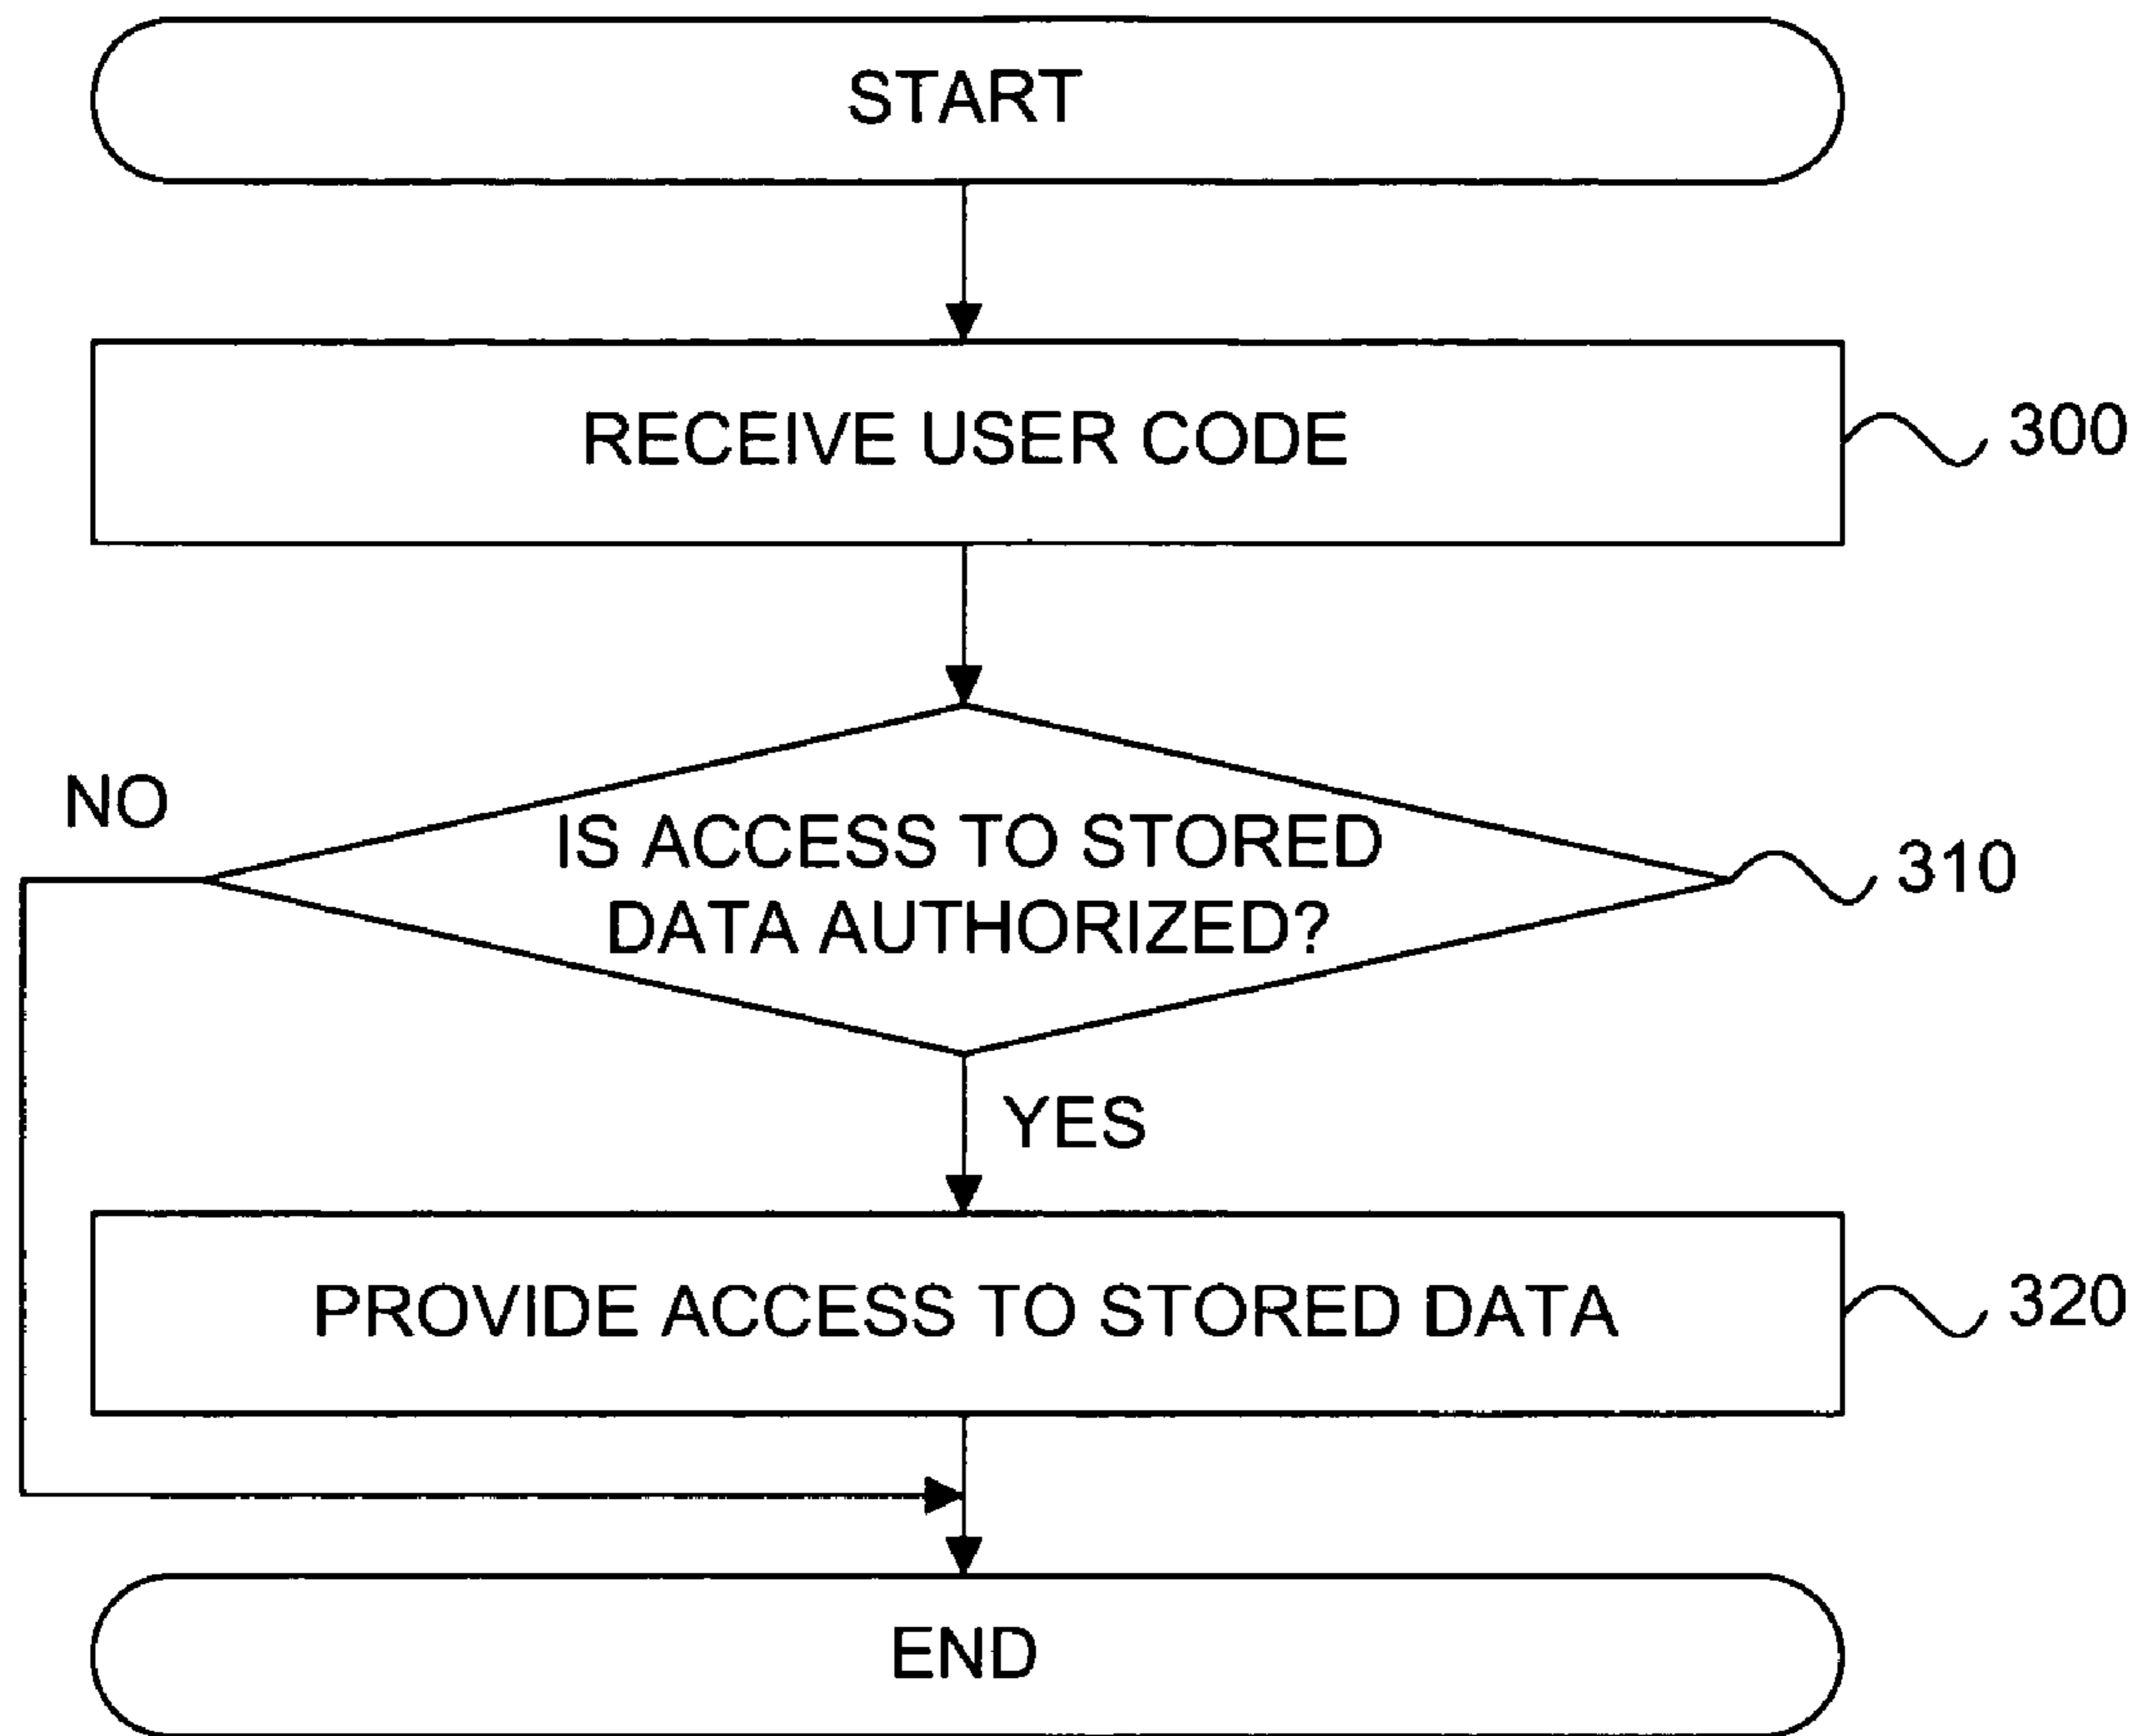 START
RECEIVE USER CODE
300
NO
IS ACCESS TO STORED
DATA AUTHORIZED?
310
YES
PROVIDE ACCESS TO STORED DATA
320
END